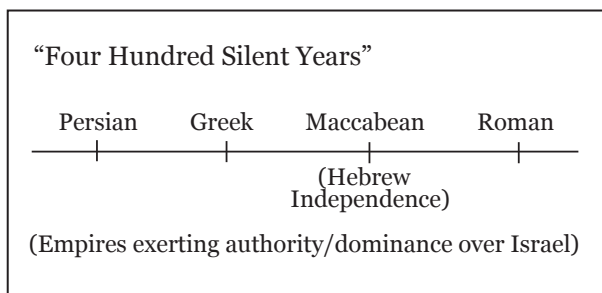 “Four Hundred Silent Years”
Persian Greek Maccabean Roman
(Hebrew
Independence)
(Empires exerting authority/dominance over Israel)